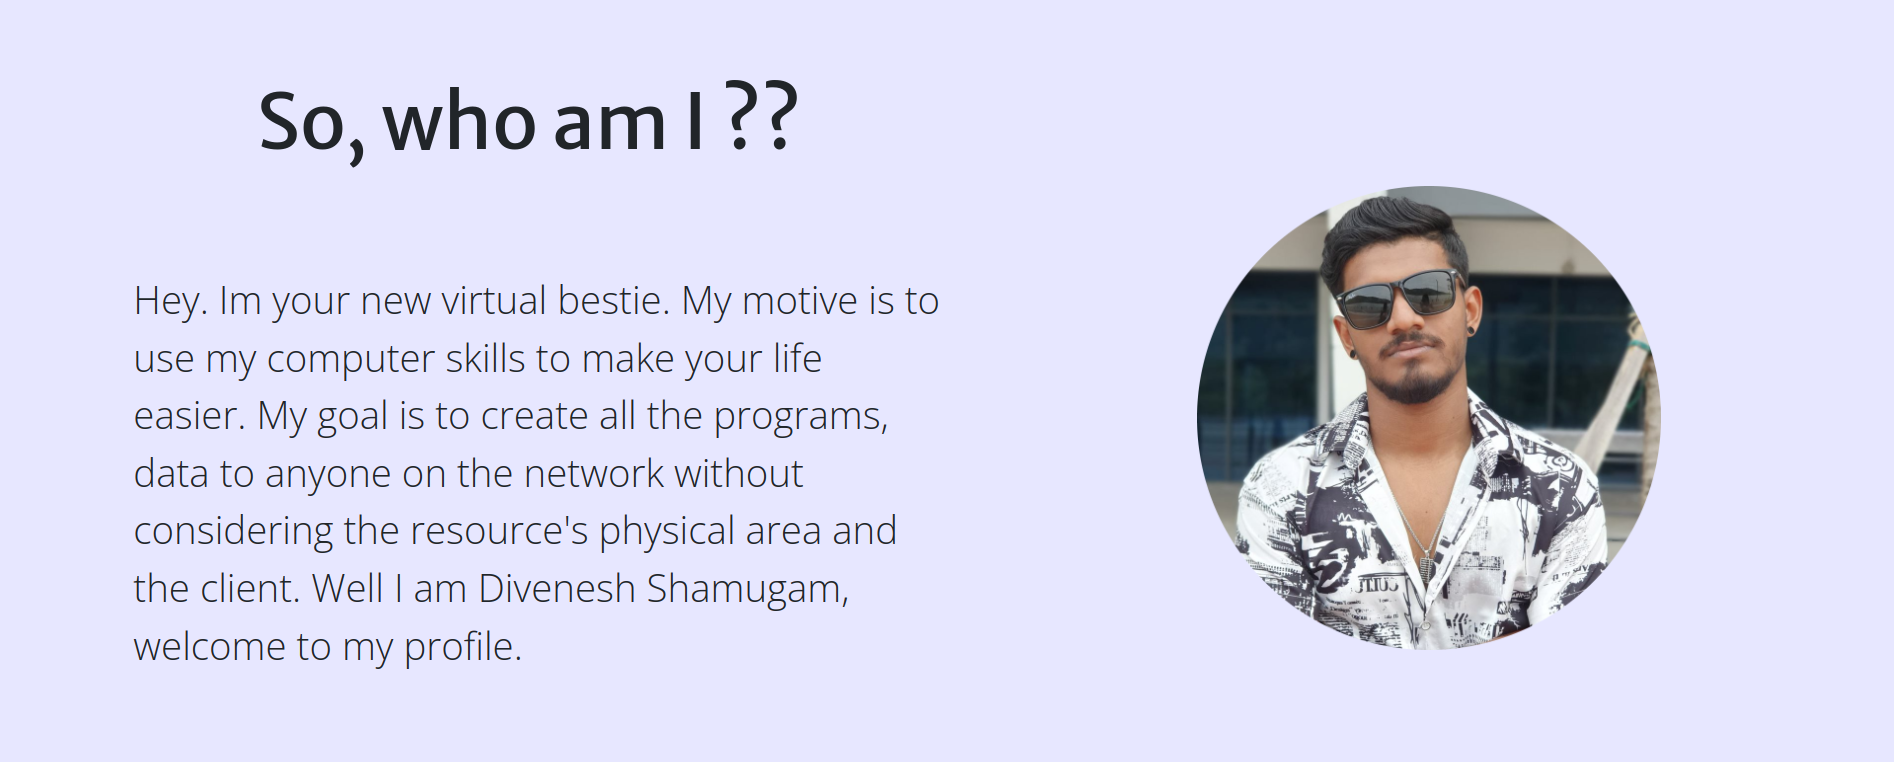 So, who am I ??
Hey. Im your new virtual bestie. My motive is to
use my computer skills to make your life
easier. My goal is to create all the programs,
data to anyone on the network without
considering the resource's physical area and
the client. Well I am Divenesh Shamugam,
welcome to my profile.